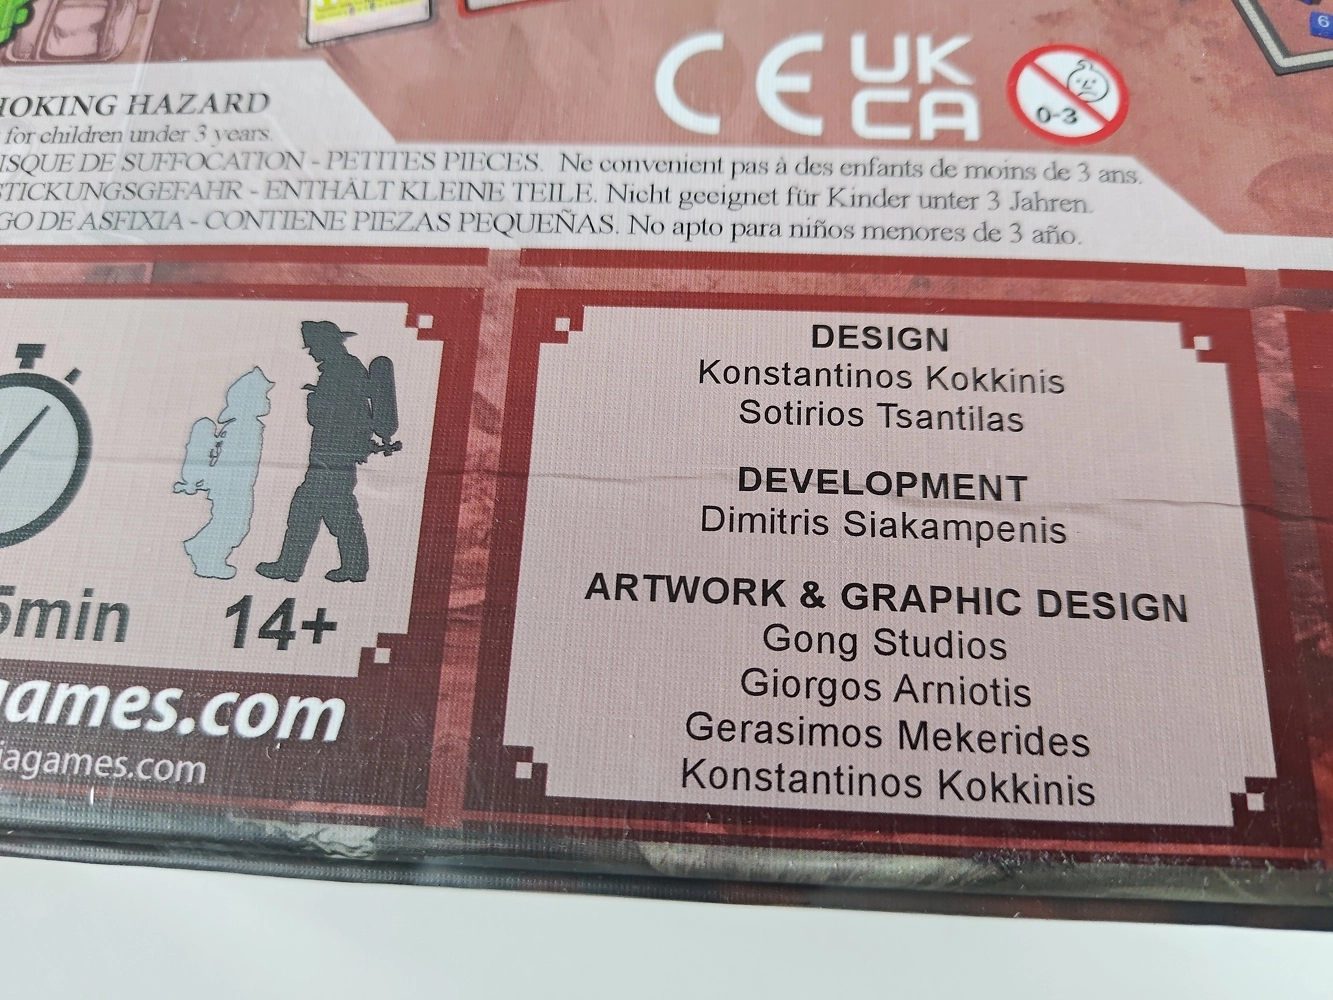 CE
UK
CA
0-3
6
HOKING HAZARD
for children under 3 years.
ISQUE DE SUFFOCATION - PETITES PIECES. Ne convenient pas à des enfants de moins de 3 ans.
STICKUNGSGEFAHR - ENTHÄLT KLEINE TEILE. Nicht geeignet für Kinder unter 3 Jahren.
GO DE ASFIXIA - CONTIENE PIEZAS PEQUEÑAS. No apto para niños menores de 3 año.
5min
14+
games.com
iagames.com
DESIGN
Konstantinos Kokkinis
Sotirios Tsantilas
DEVELOPMENT
Dimitris Siakampenis
ARTWORK & GRAPHIC DESIGN
Gong Studios
Giorgos Arniotis
Gerasimos Mekerides
Konstantinos Kokkinis